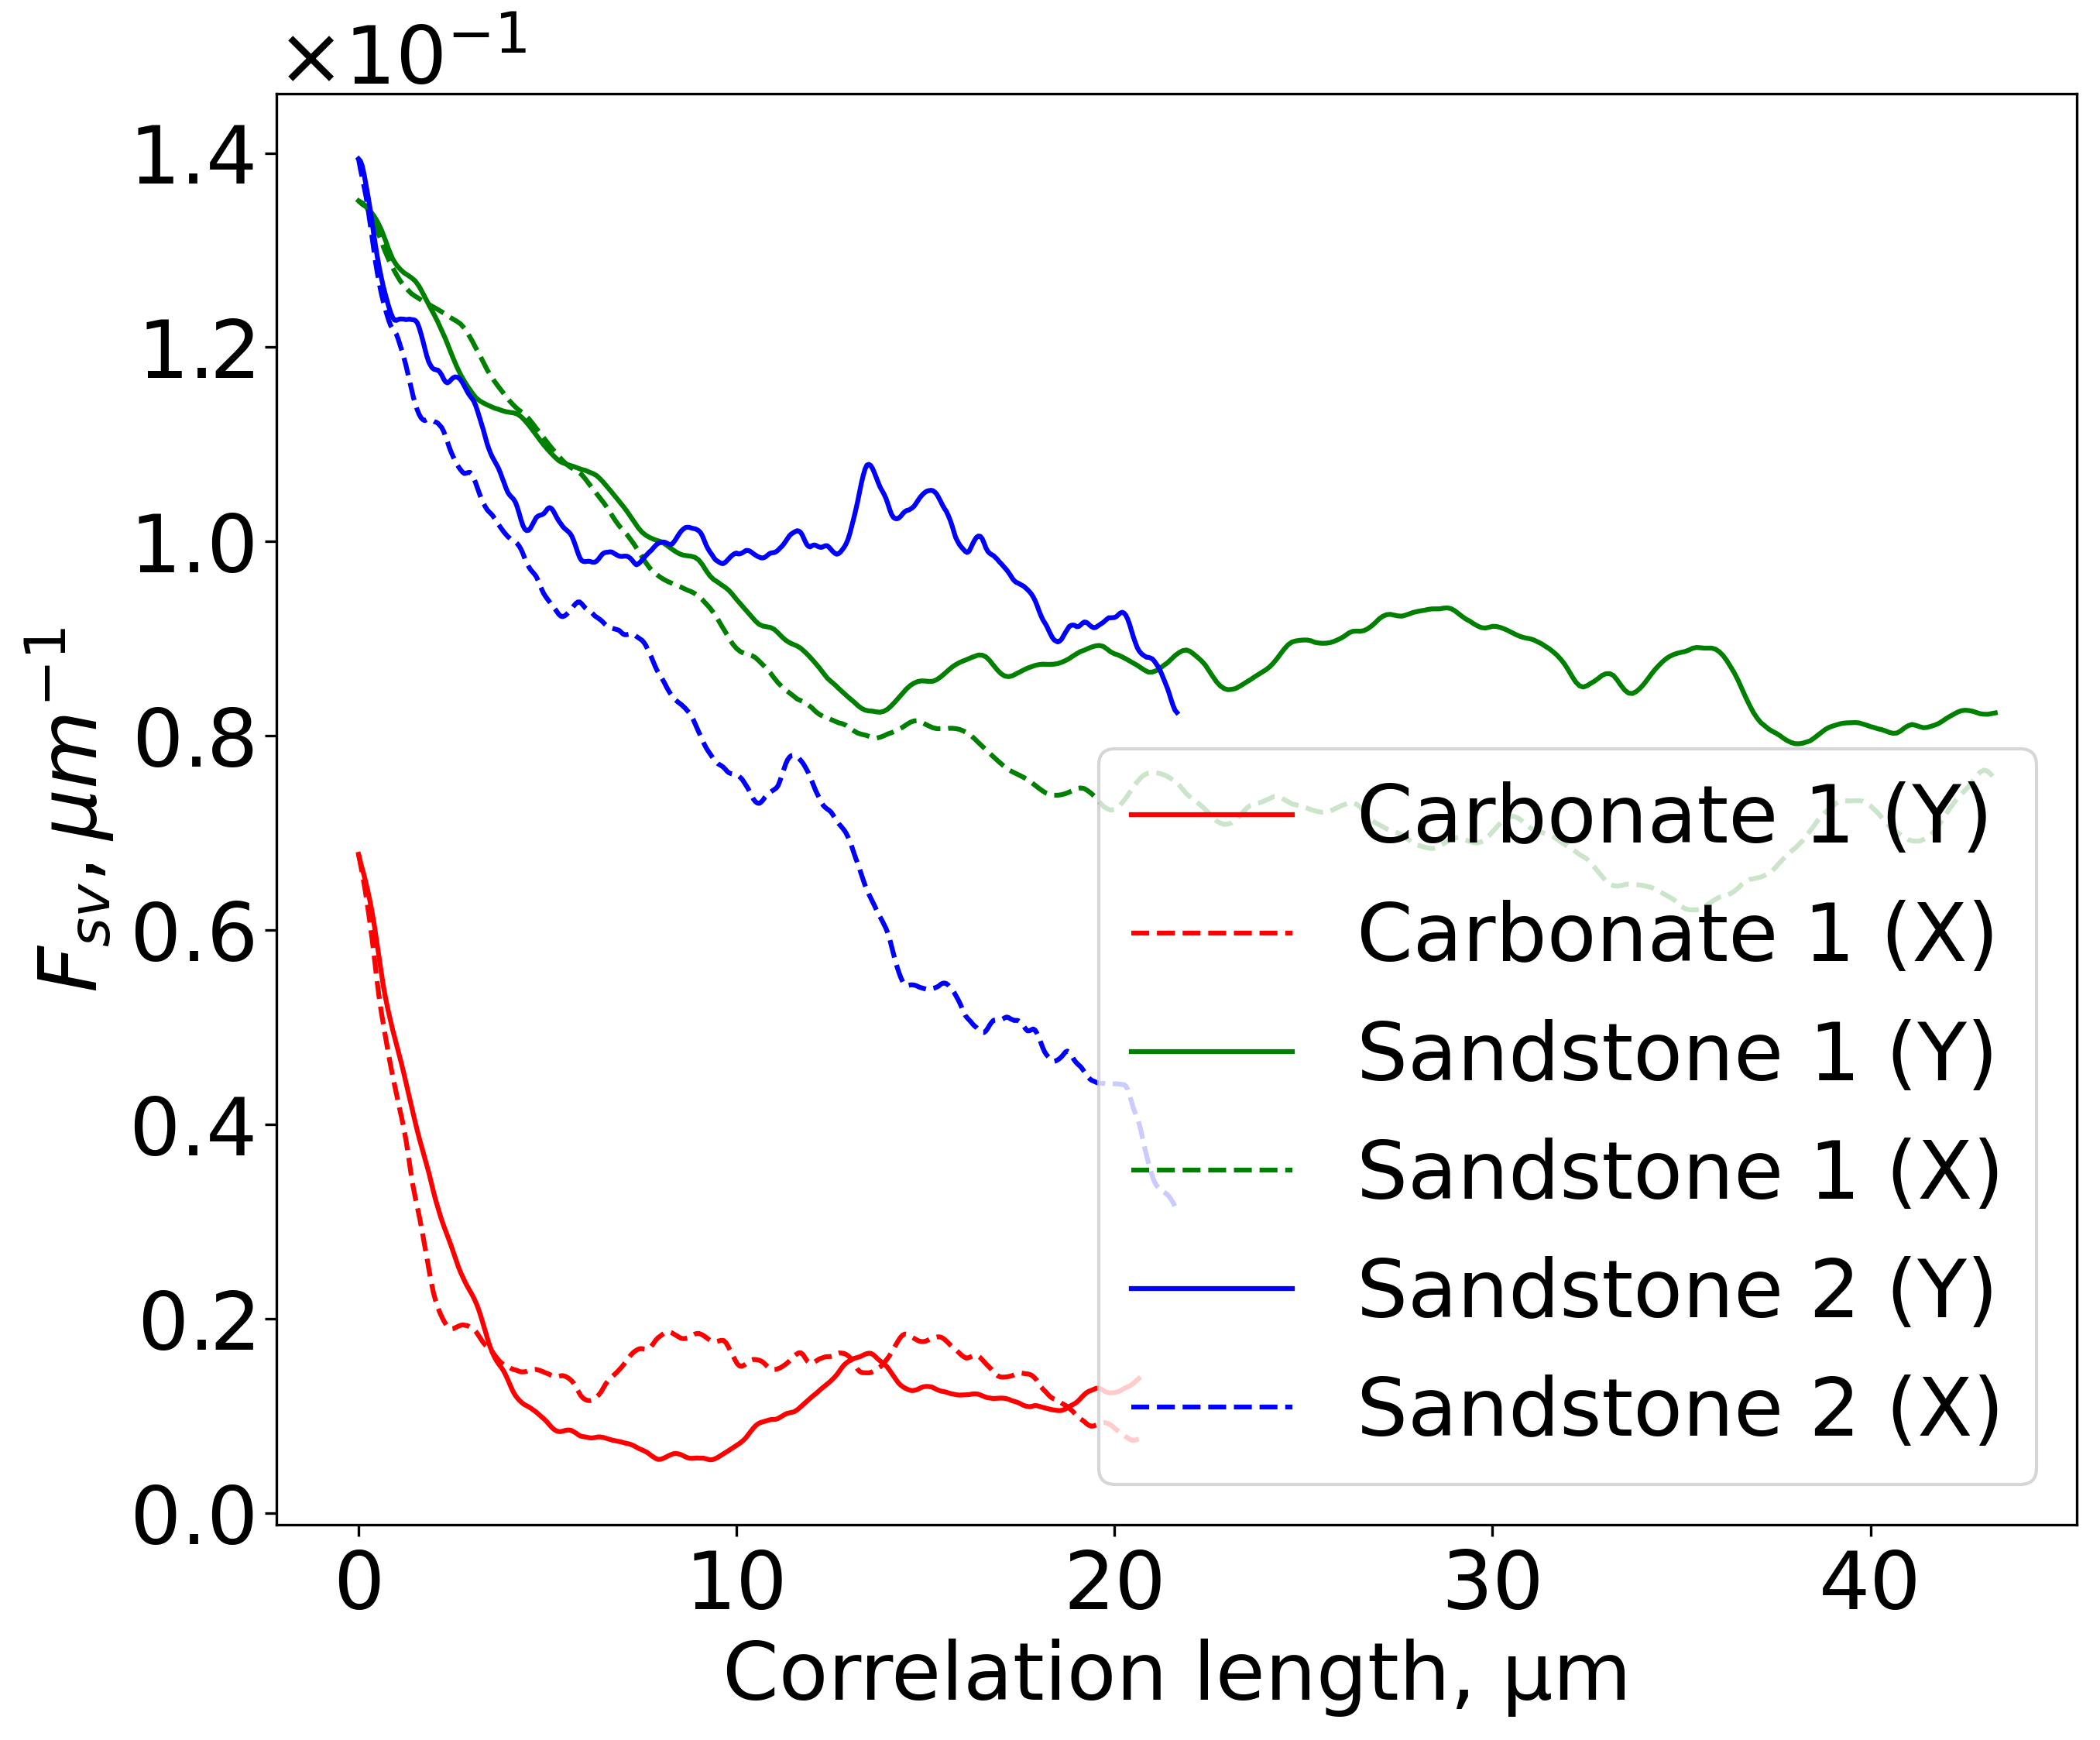 ×10⁻¹
1.4
1.2
1.0
0.8
0.6
0.4
0.2
0.0
F_sv, μm⁻¹
0 10 20 30 40
Correlation length, μm
Carbonate 1 (Y)
Carbonate 1 (X)
Sandstone 1 (Y)
Sandstone 1 (X)
Sandstone 2 (Y)
Sandstone 2 (X)